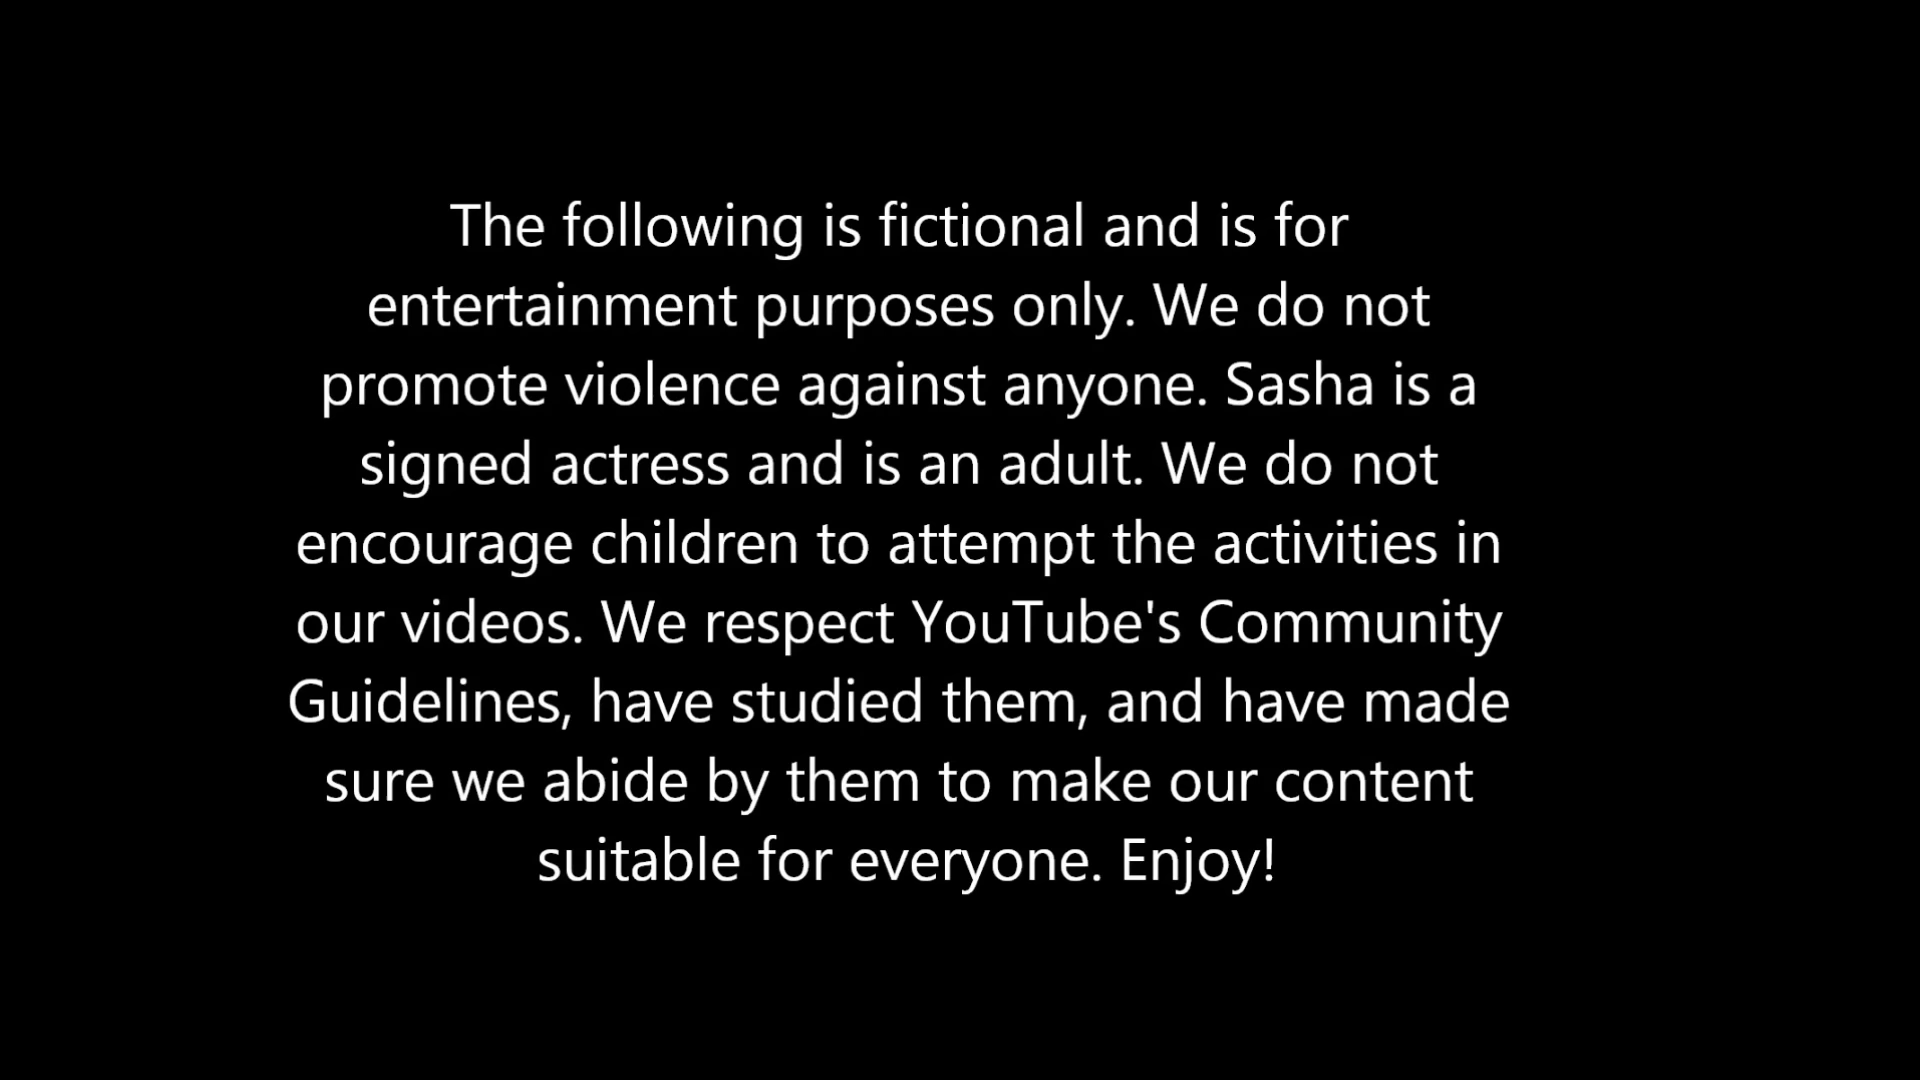 The following is fictional and is for
entertainment purposes only. We do not
promote violence against anyone. Sasha is a
signed actress and is an adult. We do not
encourage children to attempt the activities in
our videos. We respect YouTube's Community
Guidelines, have studied them, and have made
sure we abide by them to make our content
suitable for everyone. Enjoy!